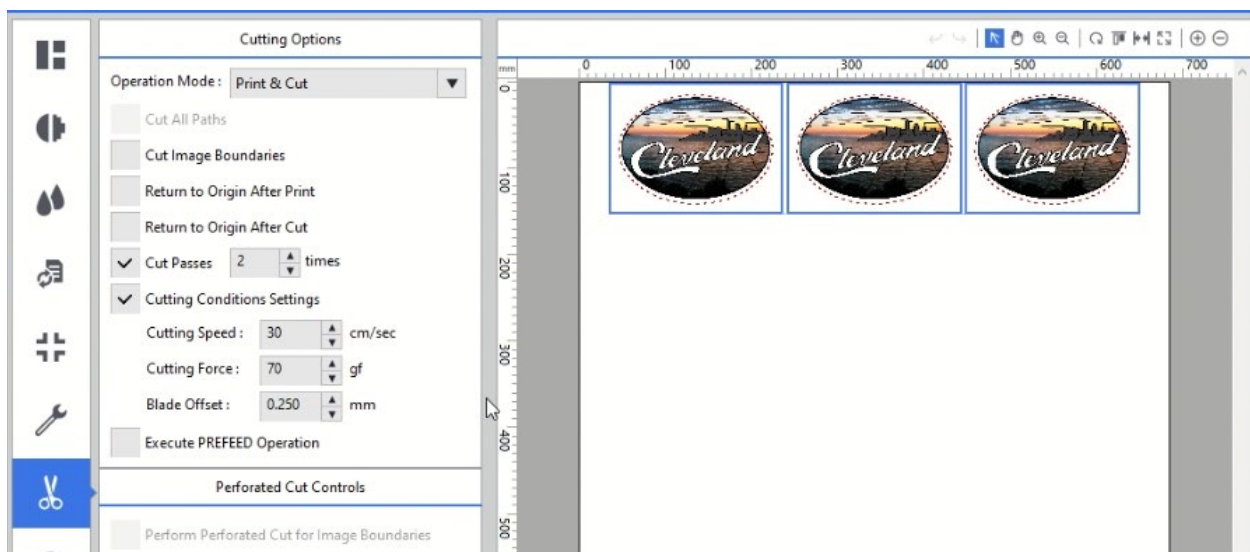 Cutting Options
Operation Mode : Print & Cut
Cut All Paths
Cut Image Boundaries
Return to Origin After Print
Return to Origin After Cut
Cut Passes 2 times
Cutting Conditions Settings
Cutting Speed : 30 cm/sec
Cutting Force : 70 gf
Blade Offset : 0.250 mm
Execute PREFEED Operation
Perforated Cut Controls
Perform Perforated Cut for Image Boundaries
mm 0 100 200 300 400 500 600 700
0
100
200
300
400
500
Cleveland Cleveland Cleveland